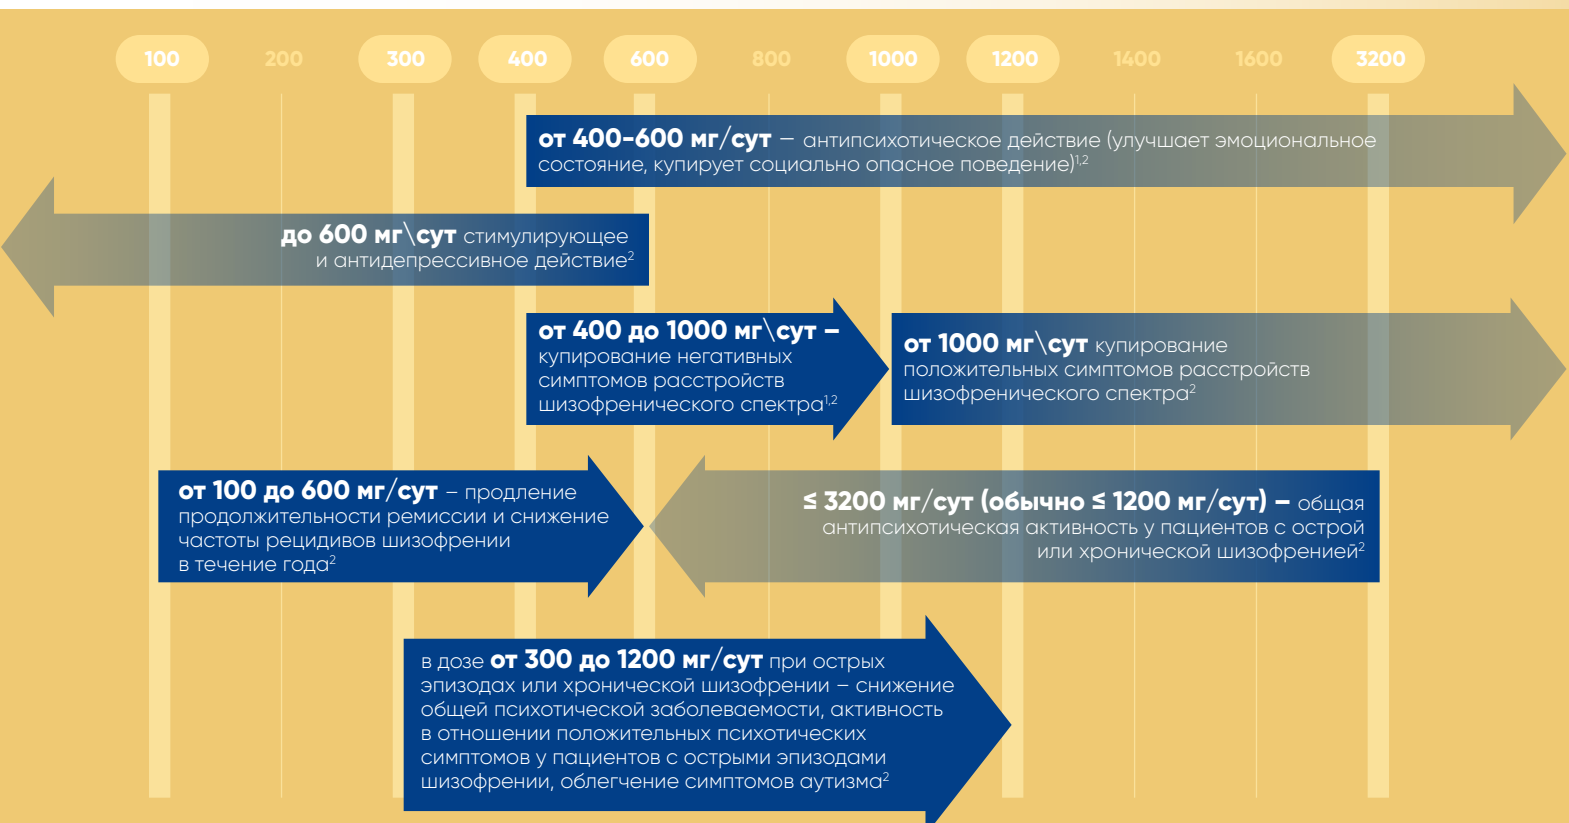 100 200 300 400 600 800 1000 1200 1400 1600 3200
от 400-600 мг/сут – антипсихотическое действие (улучшает эмоциональное
состояние, купирует социально опасное поведение)1,2
до 600 мг\сут стимулирующее
и антидепрессивное действие2
от 400 до 1000 мг\сут –
купирование негативных
симптомов расстройств
шизофренического спектра1,2
от 1000 мг\сут купирование
положительных симптомов расстройств
шизофренического спектра2
от 100 до 600 мг/сут – продление
продолжительности ремиссии и снижение
частоты рецидивов шизофрении
в течение года2
≤ 3200 мг/сут (обычно ≤ 1200 мг/сут) – общая
антипсихотическая активность у пациентов с острой
или хронической шизофренией2
в дозе от 300 до 1200 мг/сут при острых
эпизодах или хронической шизофрении – снижение
общей психотической заболеваемости, активность
в отношении положительных психотических
симптомов у пациентов с острыми эпизодами
шизофрении, облегчение симптомов аутизма2